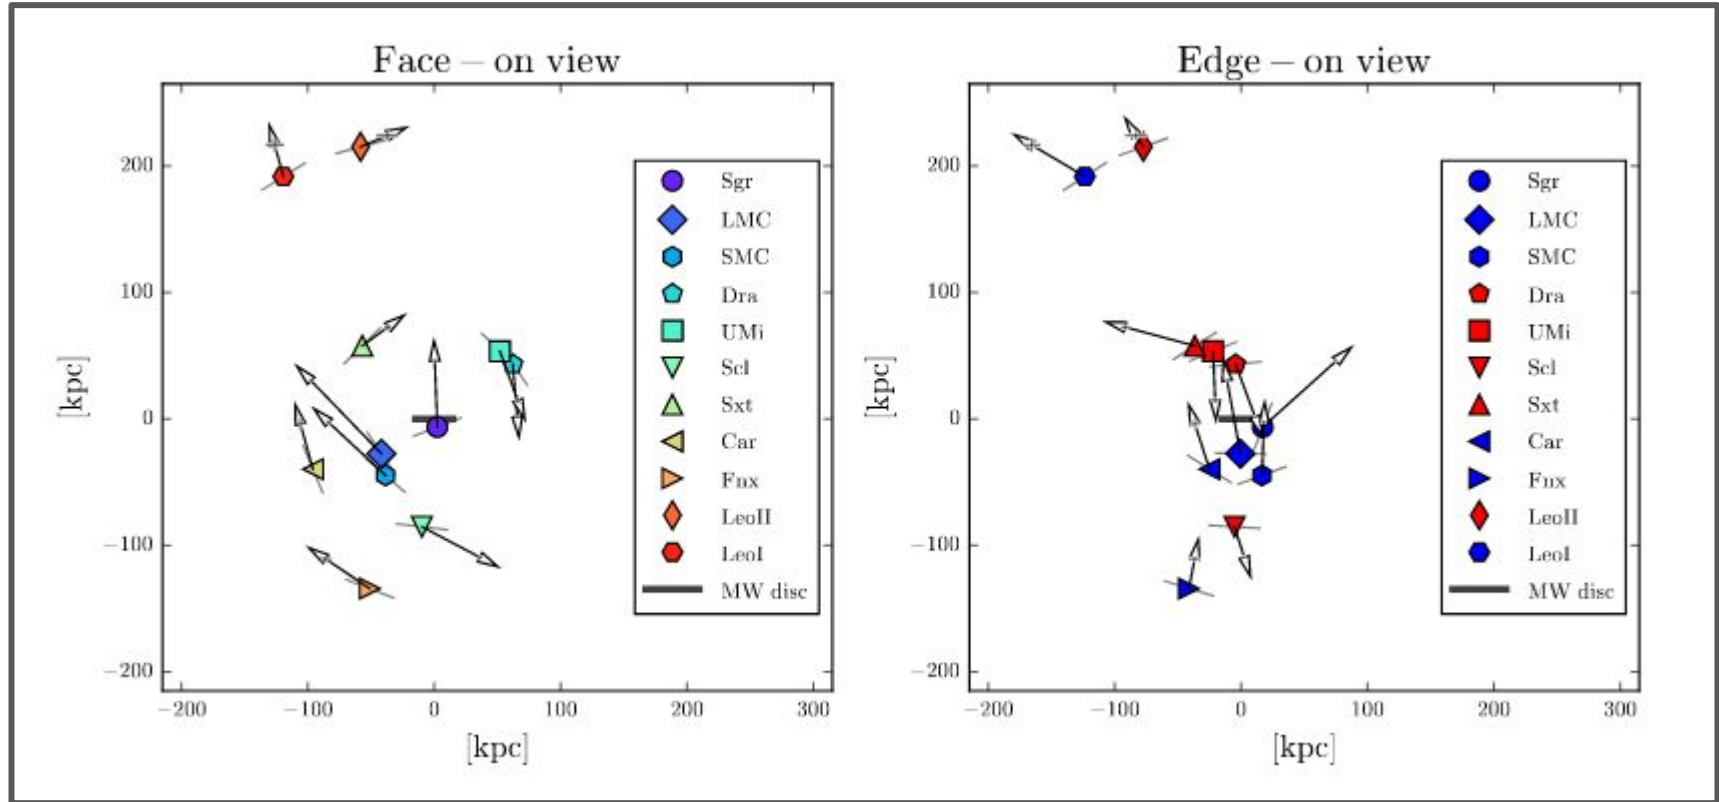 Face – on view
200
100
0
−100
−200
[kpc]
−200
−100
0
100
200
300
[kpc]
Sgr
LMC
SMC
Dra
UMi
Scl
Sxt
Car
Fnx
LeoII
LeoI
MW disc
Edge – on view
200
100
0
−100
−200
[kpc]
−200
−100
0
100
200
300
[kpc]
Sgr
LMC
SMC
Dra
UMi
Scl
Sxt
Car
Fnx
LeoII
LeoI
MW disc